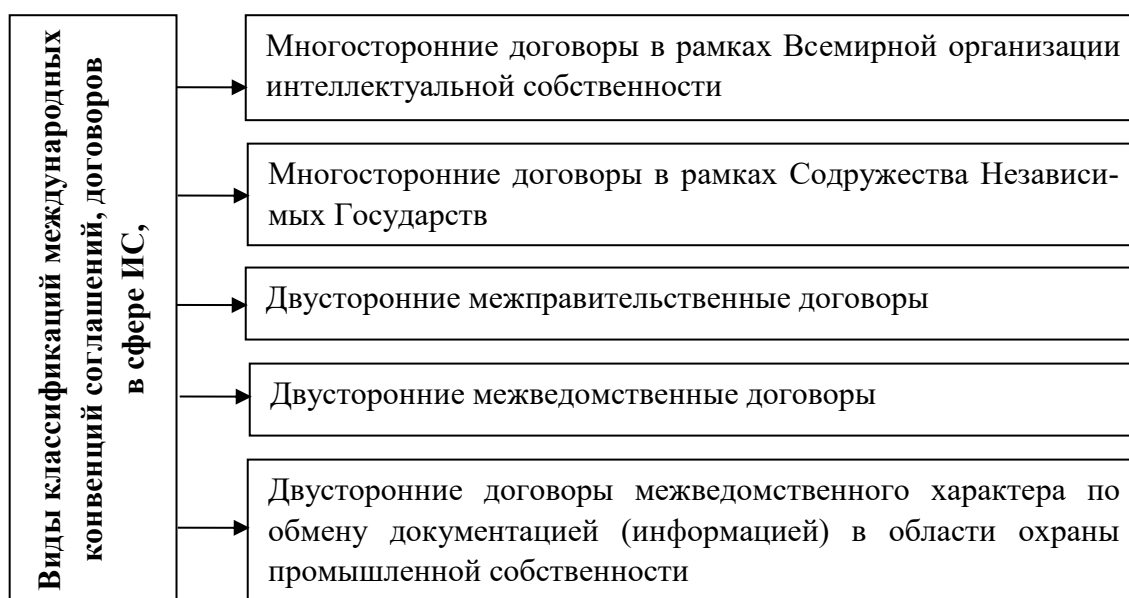 Виды классификаций международных
конвенций соглашений, договоров
в сфере ИС,
Многосторонние договоры в рамках Всемирной организации
интеллектуальной собственности
Многосторонние договоры в рамках Содружества Независи-
мых Государств
Двусторонние межправительственные договоры
Двусторонние межведомственные договоры
Двусторонние договоры межведомственного характера по
обмену документацией (информацией) в области охраны
промышленной собственности